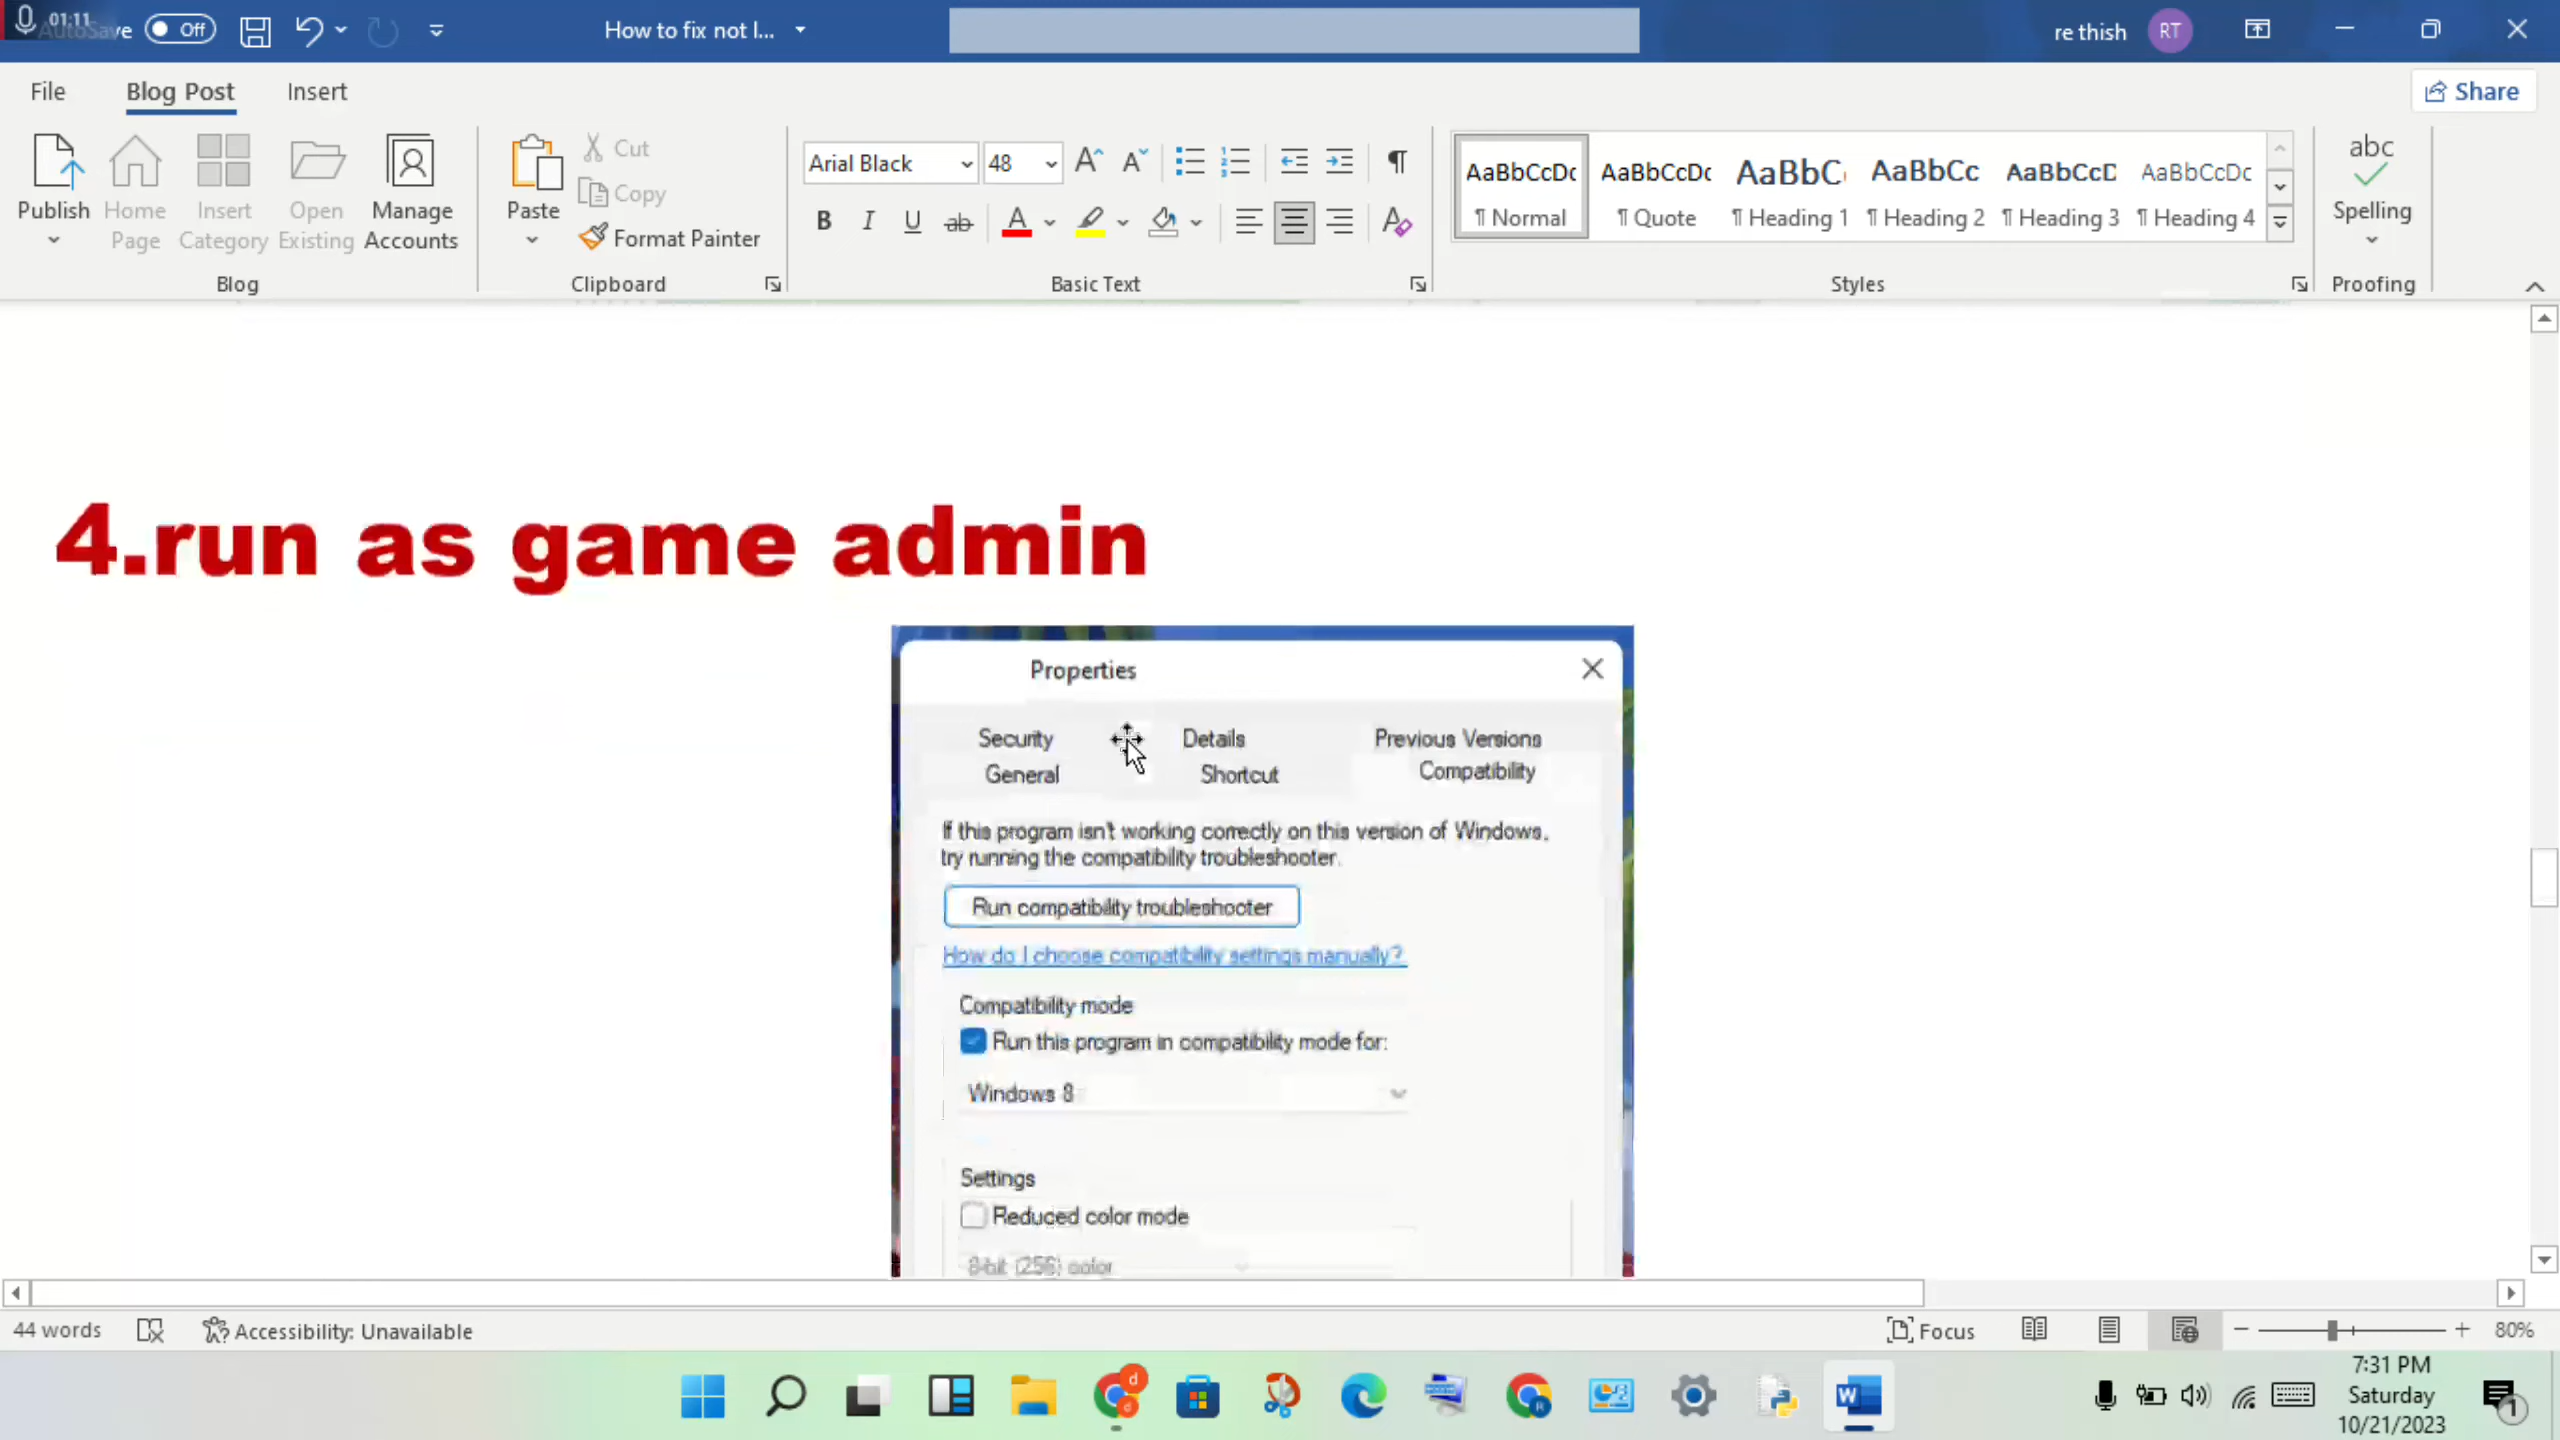 01:11
AutoSave
Off
How to fix not l...
re thish
RT
File
Blog Post
Insert
Share
Publish
Home Page
Insert Category
Open Existing
Manage Accounts
Blog
Paste
Cut
Copy
Format Painter
Clipboard
Arial Black
48
Basic Text
AaBbCcDc
¶ Normal
AaBbCcDc
¶ Quote
AaBbC
¶ Heading 1
AaBbCc
¶ Heading 2
AaBbCcD
¶ Heading 3
AaBbCcDc
¶ Heading 4
Styles
abc
Spelling
Proofing
4.run as game admin
Properties
Security
Details
Previous Versions
General
Shortcut
Compatibility
If this program isn't working correctly on this version of Windows,
try running the compatibility troubleshooter.
Run compatibility troubleshooter
How do I choose compatibility settings manually?
Compatibility mode
Run this program in compatibility mode for:
Windows 8
Settings
Reduced color mode
8-bit (256) color
44 words
Accessibility: Unavailable
Focus
80%
7:31 PM
Saturday
10/21/2023
1